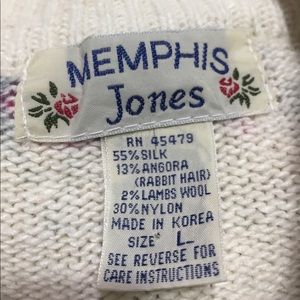 MEMPHIS
Jones
RN 45479
55% SILK
13% ANGORA
(RABBIT HAIR)
2% LAMBS WOOL
30% NYLON
MADE IN KOREA
SIZE L
SEE REVERSE FOR
CARE INSTRUCTIONS